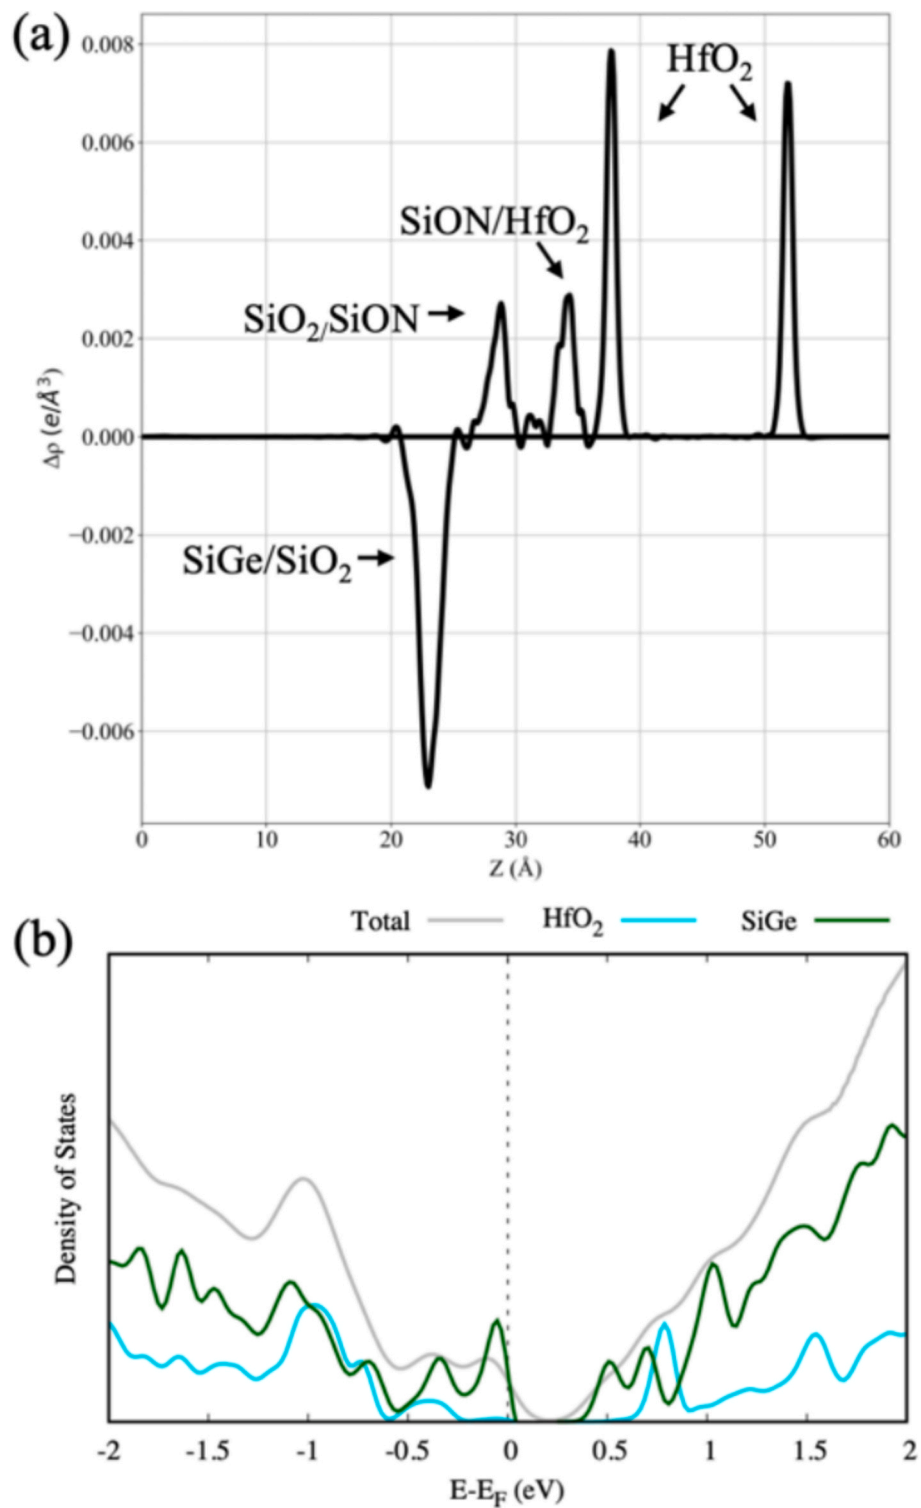 (a)
0.008
HfO₂
0.006
SiON/HfO₂
0.004
SiO₂/SiON
0.002
Δρ (e/Å³)
0.000
−0.002
SiGe/SiO₂
−0.004
−0.006
0 10 20 30 40 50 60
Z (Å)
(b)
Total HfO₂ SiGe
Density of States
-2 -1.5 -1 -0.5 0 0.5 1 1.5 2
E-E_F (eV)